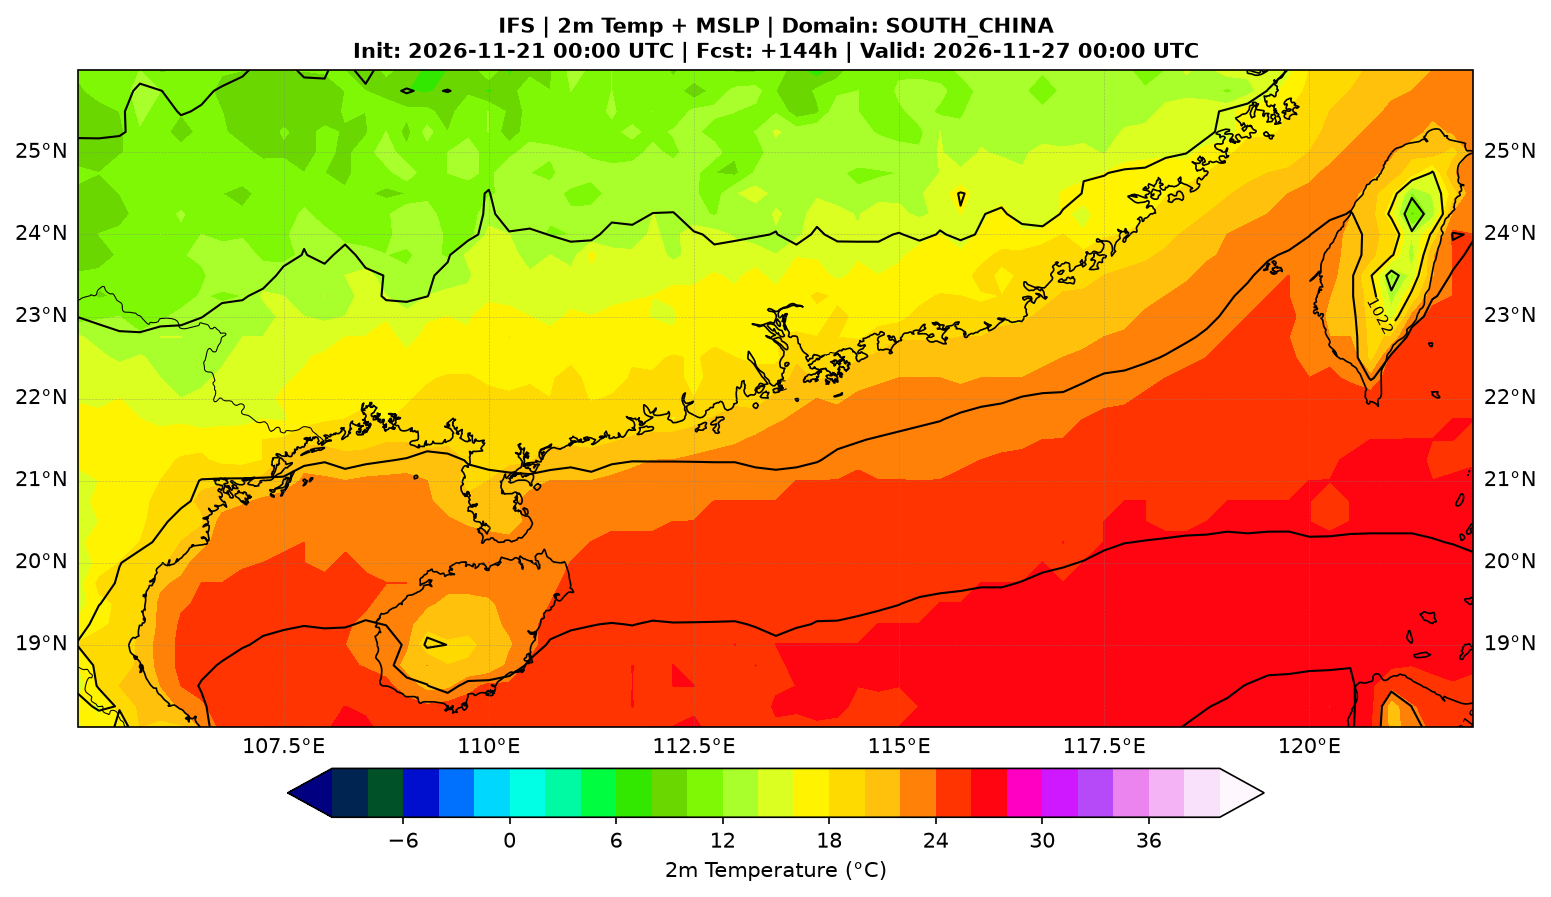 IFS | 2m Temp + MSLP | Domain: SOUTH_CHINA
Init: 2026-11-21 00:00 UTC | Fcst: +144h | Valid: 2026-11-27 00:00 UTC
25°N 25°N
24°N 24°N
23°N 23°N
1022
22°N 22°N
21°N 21°N
20°N 20°N
19°N 19°N
107.5°E 110°E 112.5°E 115°E 117.5°E 120°E
−6 0 6 12 18 24 30 36
2m Temperature (°C)